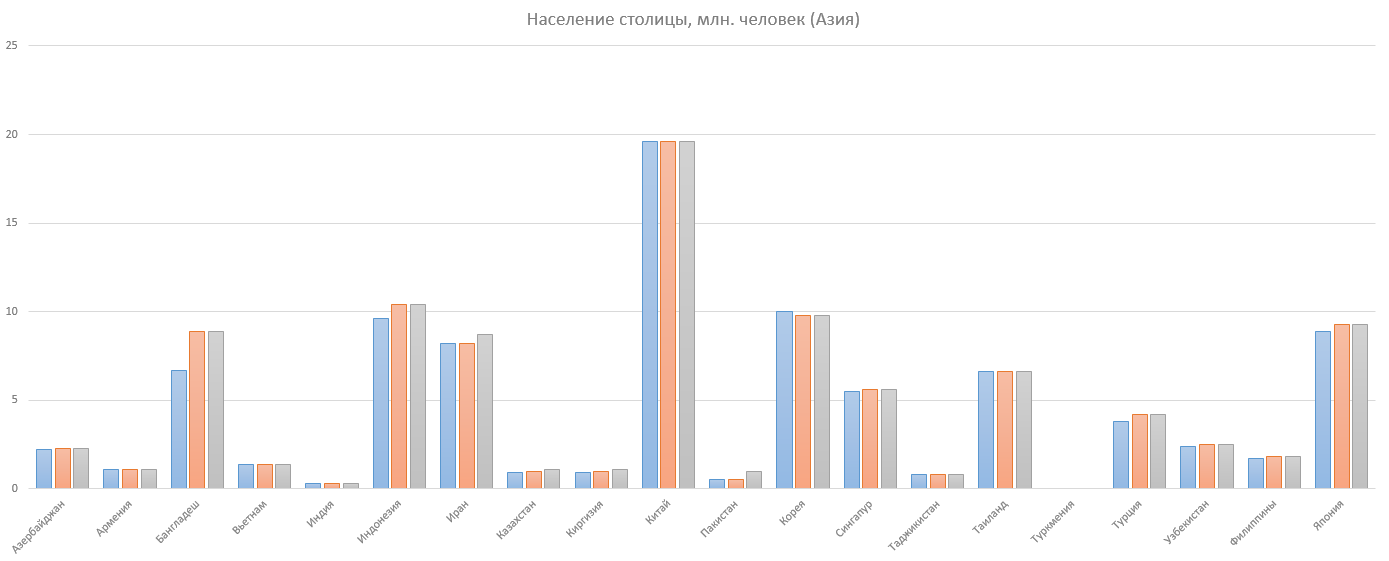 Население столицы, млн. человек (Азия)
25
20
15
10
5
0
Азербайджан
Армения
Бангладеш
Вьетнам
Индия
Индонезия
Иран
Казахстан
Киргизия
Китай
Пакистан
Корея
Сингапур
Таджикистан
Таиланд
Туркмения
Турция
Узбекистан
Филиппины
Япония